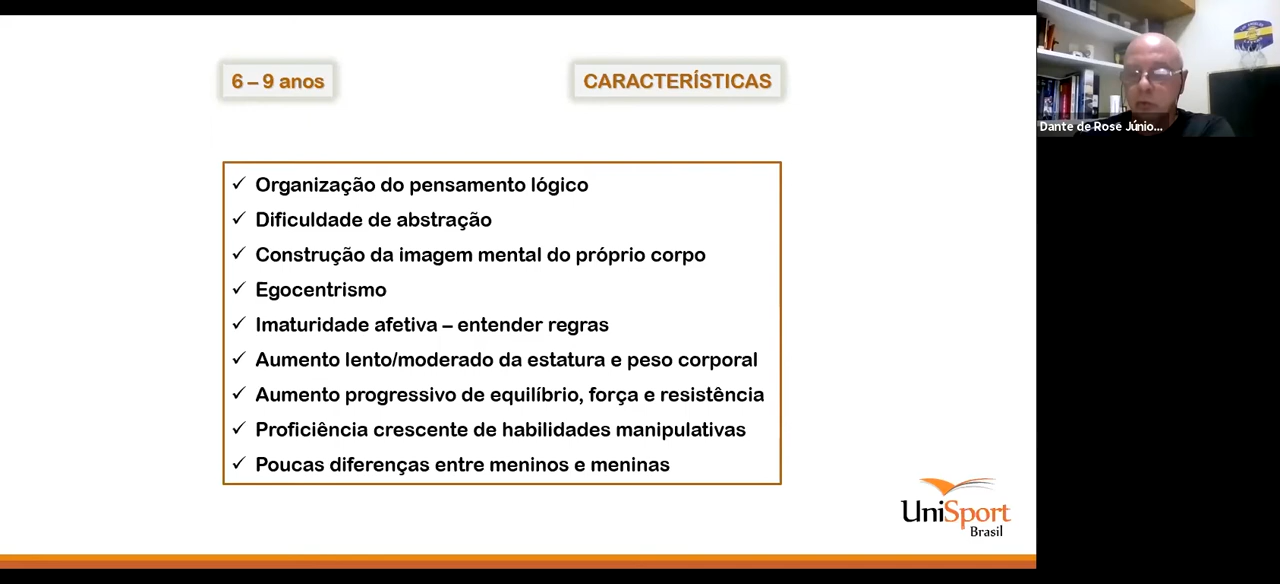 6 – 9 anos
CARACTERÍSTICAS
Organização do pensamento lógico
Dificuldade de abstração
Construção da imagem mental do próprio corpo
Egocentrismo
Imaturidade afetiva – entender regras
Aumento lento/moderado da estatura e peso corporal
Aumento progressivo de equilíbrio, força e resistência
Proficiência crescente de habilidades manipulativas
Poucas diferenças entre meninos e meninas
UniSport
Brasil
Dante de Rose Júnio...